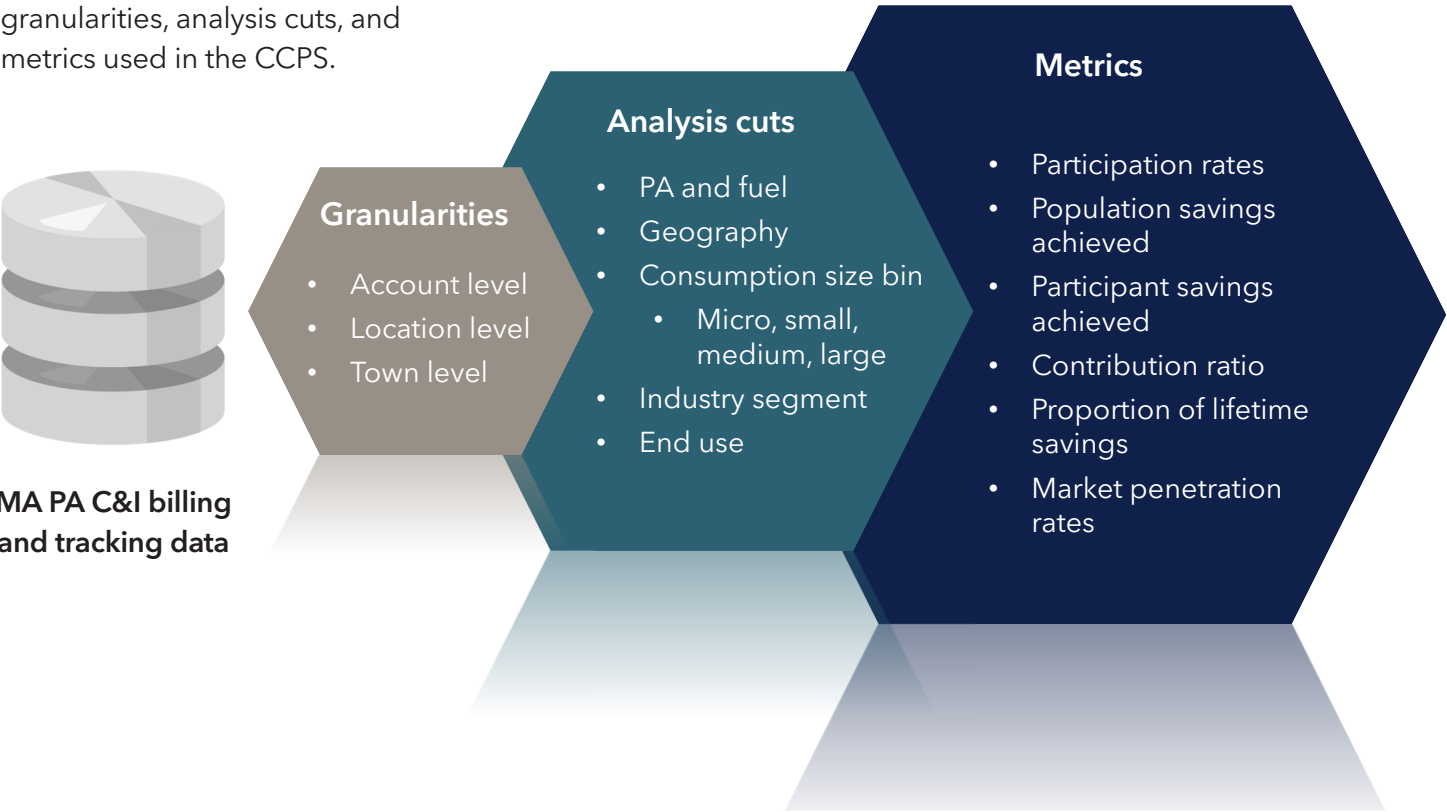 granularities, analysis cuts, and
metrics used in the CCPS.
MA PA C&I billing
and tracking data
Granularities
• Account level
• Location level
• Town level
Analysis cuts
• PA and fuel
• Geography
• Consumption size bin
• Micro, small,
medium, large
• Industry segment
• End use
Metrics
• Participation rates
• Population savings
achieved
• Participant savings
achieved
• Contribution ratio
• Proportion of lifetime
savings
• Market penetration
rates